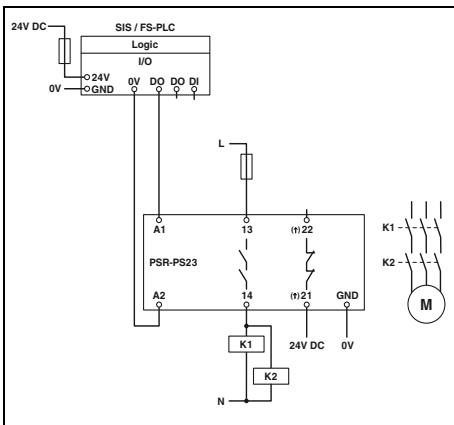 24V DC
SIS / FS-PLC
Logic
I/O
24V
0V DO DO DI
0V
GND
L
A1 13 (↑) 22
K1
PSR-PS23
K2
A2 14 (↑) 21 GND
M
K1
24V DC 0V
K2
N